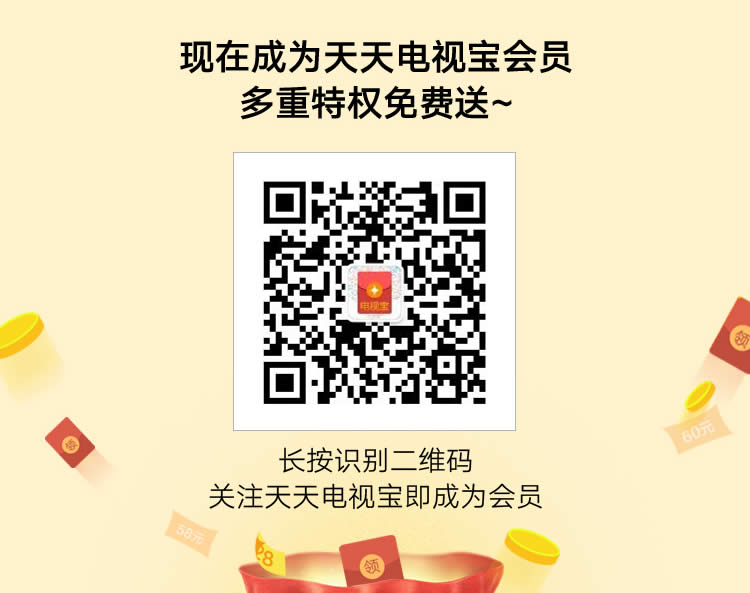 现在成为天天电视宝会员
多重特权免费送~
电视宝
长按识别二维码
关注天天电视宝即成为会员
领
60元
58元
28
领